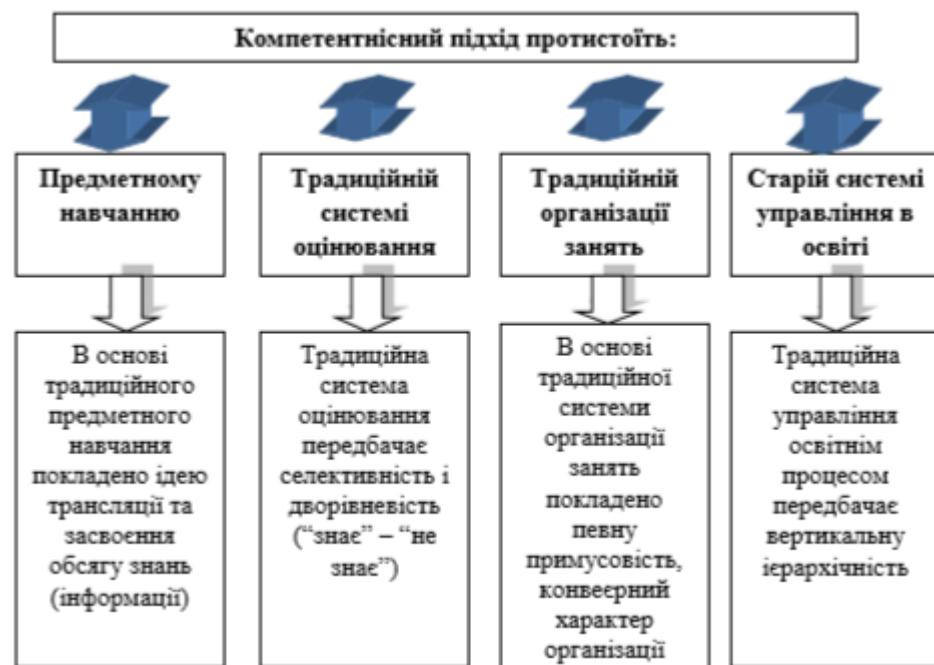 Компетентнісний підхід протистоїть:
Предметному
навчанню
Традиційній
системі
оцінювання
Традиційній
організації
занять
Старій системі
управління в
освіті
В основі
традиційного
предметного
навчання
покладено ідею
трансляції та
засвоєння
обсягу знань
(інформації)
Традиційна
система
оцінювання
передбачає
селективність і
дворівневість
(“знає” – “не
знає”)
В основі
традиційної
системи
організації
занять
покладено
певну
примусовість,
конвеєрний
характер
організації
Традиційна
система
управління
освітнім
процесом
передбачає
вертикальну
ієрархічність